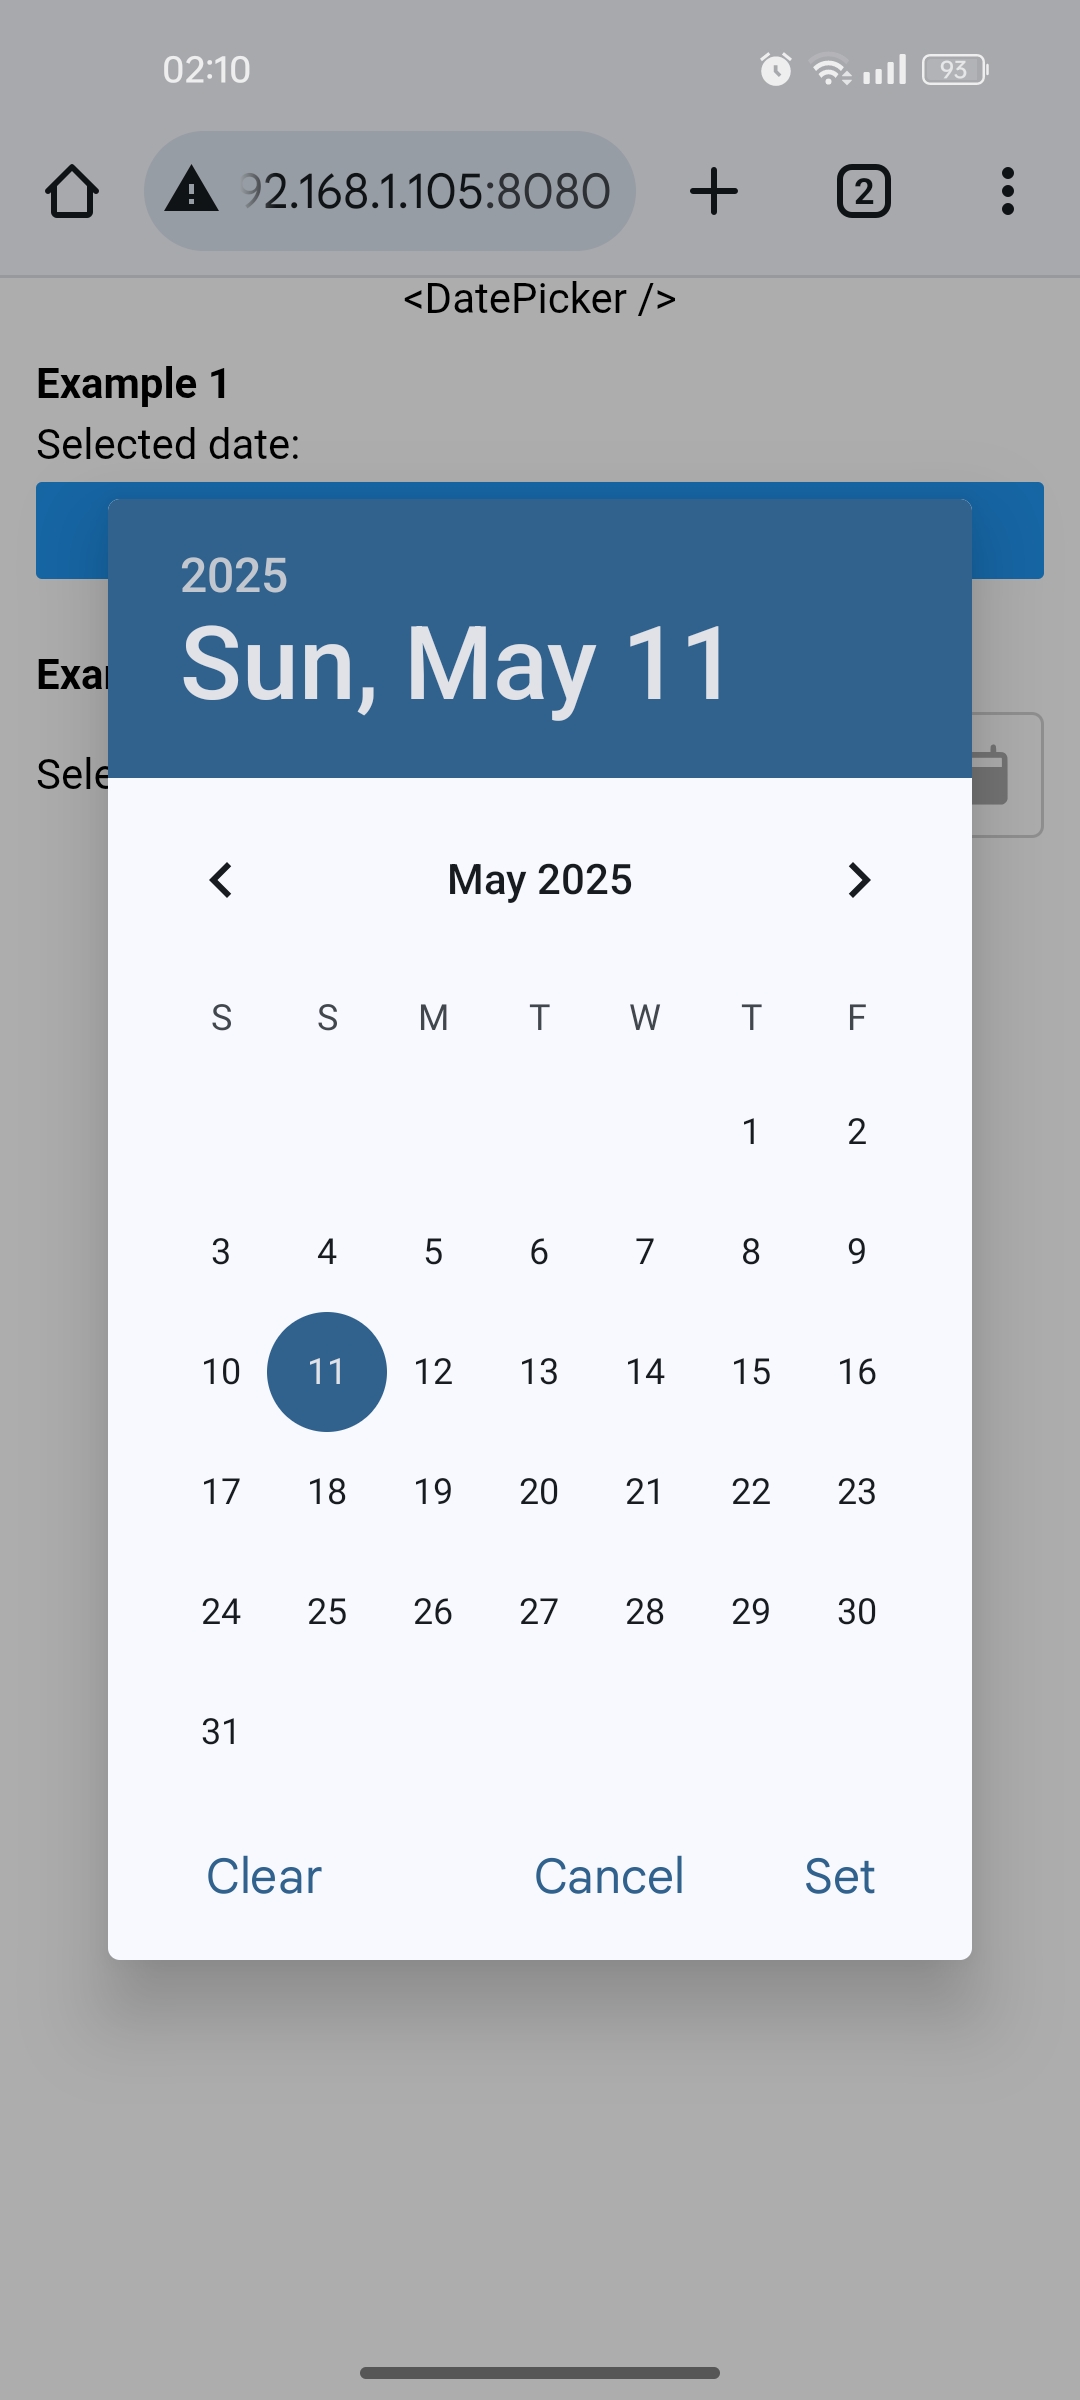 02:10
93
92.168.1.105:8080
2
<DatePicker />
Example 1
Selected date:
2025
Sun, May 11
Exa
Sele
May 2025
S S M T W T F
1 2
3 4 5 6 7 8 9
10 11 12 13 14 15 16
17 18 19 20 21 22 23
24 25 26 27 28 29 30
31
Clear Cancel Set